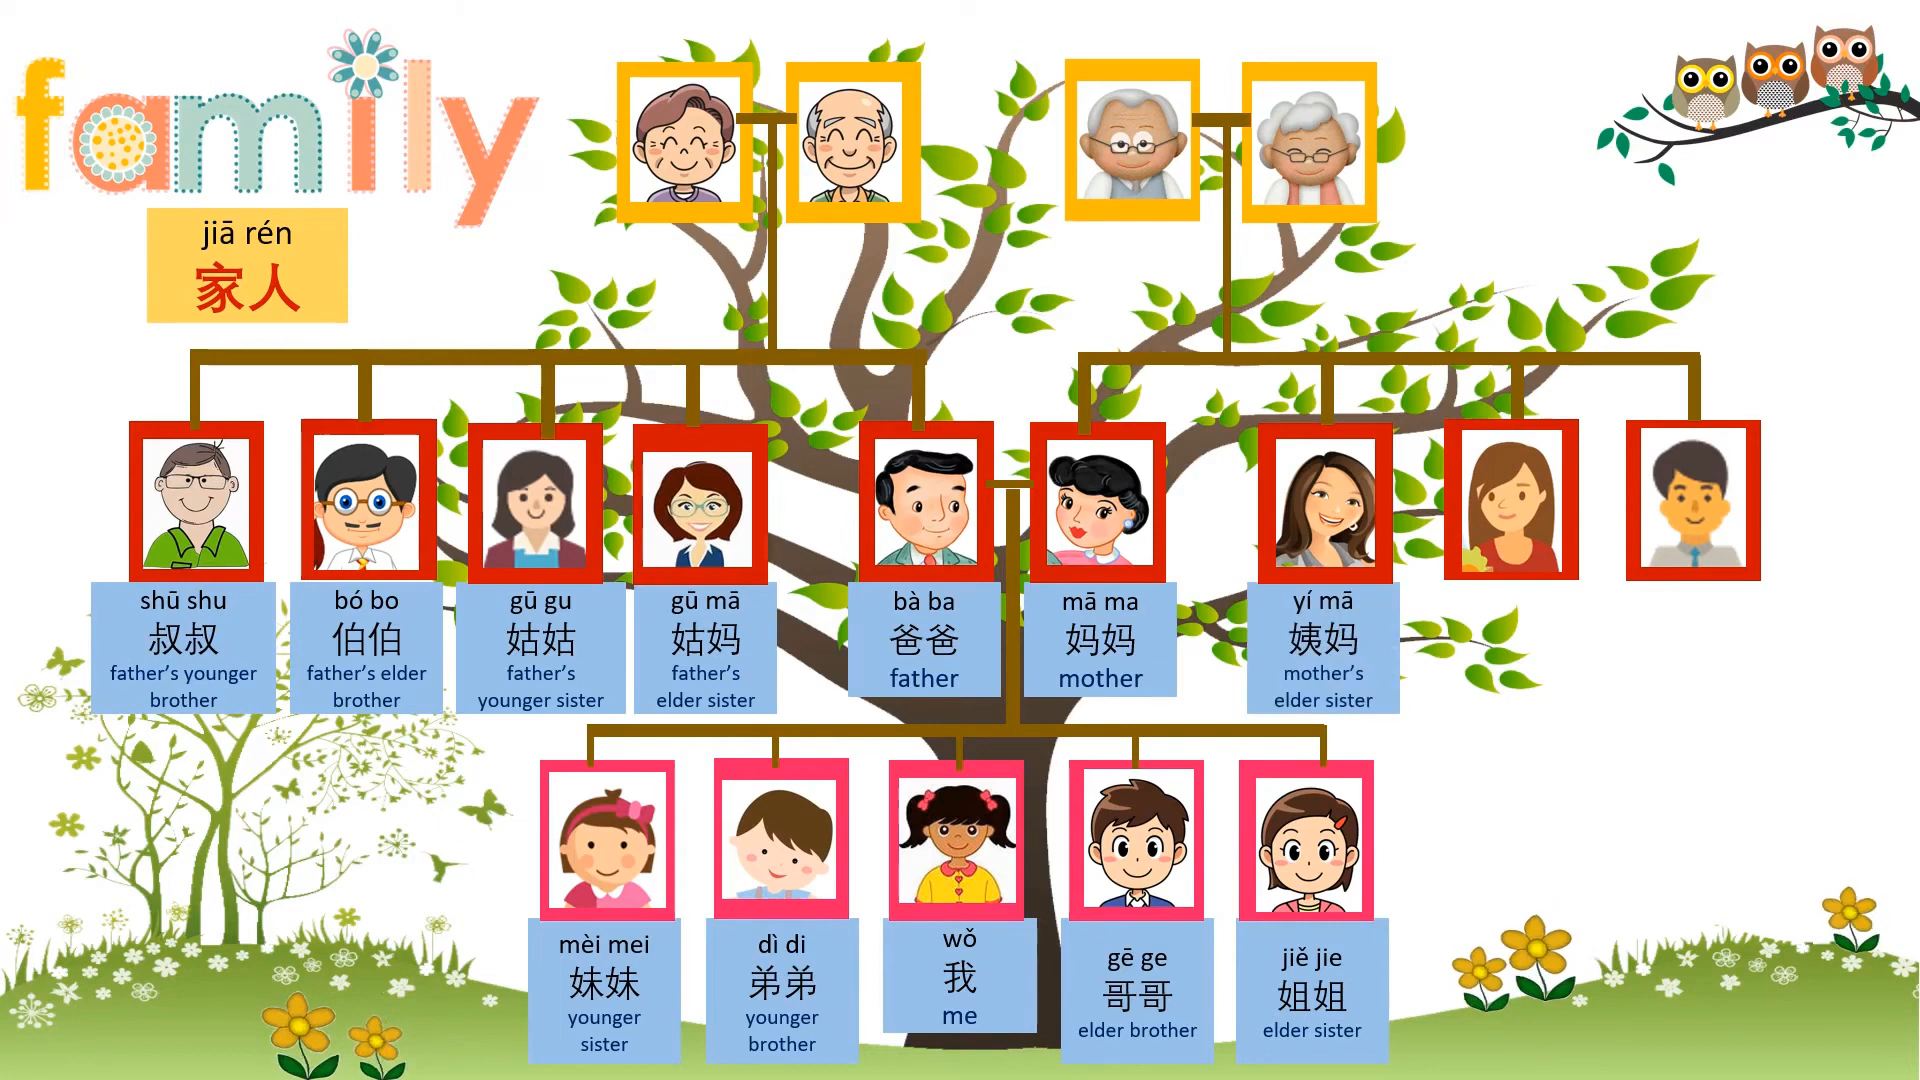 family
jiā rén
家人
shū shu
叔叔
father’s younger
brother
bó bo
伯伯
father’s elder
brother
gū gu
姑姑
father’s
younger sister
gū mā
姑妈
father’s
elder sister
bà ba
爸爸
father
mā ma
妈妈
mother
yí mā
姨妈
mother’s
elder sister
mèi mei
妹妹
younger
sister
dì di
弟弟
younger
brother
wǒ
我
me
gē ge
哥哥
elder brother
jiě jie
姐姐
elder sister